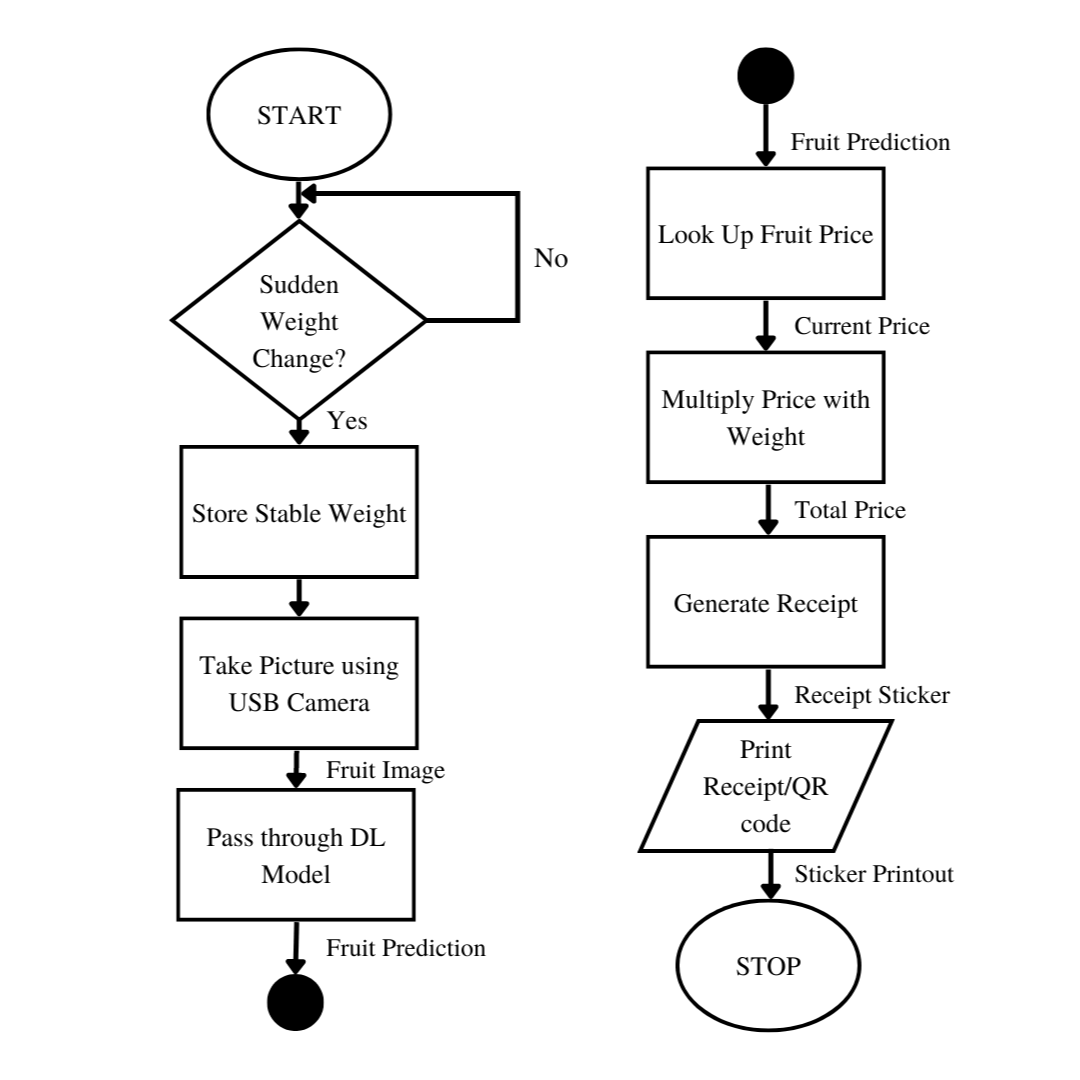 START
Sudden
Weight
Change?
No
Yes
Store Stable Weight
Take Picture using
USB Camera
Fruit Image
Pass through DL
Model
Fruit Prediction
Fruit Prediction
Look Up Fruit Price
Current Price
Multiply Price with
Weight
Total Price
Generate Receipt
Receipt Sticker
Print
Receipt/QR
code
Sticker Printout
STOP